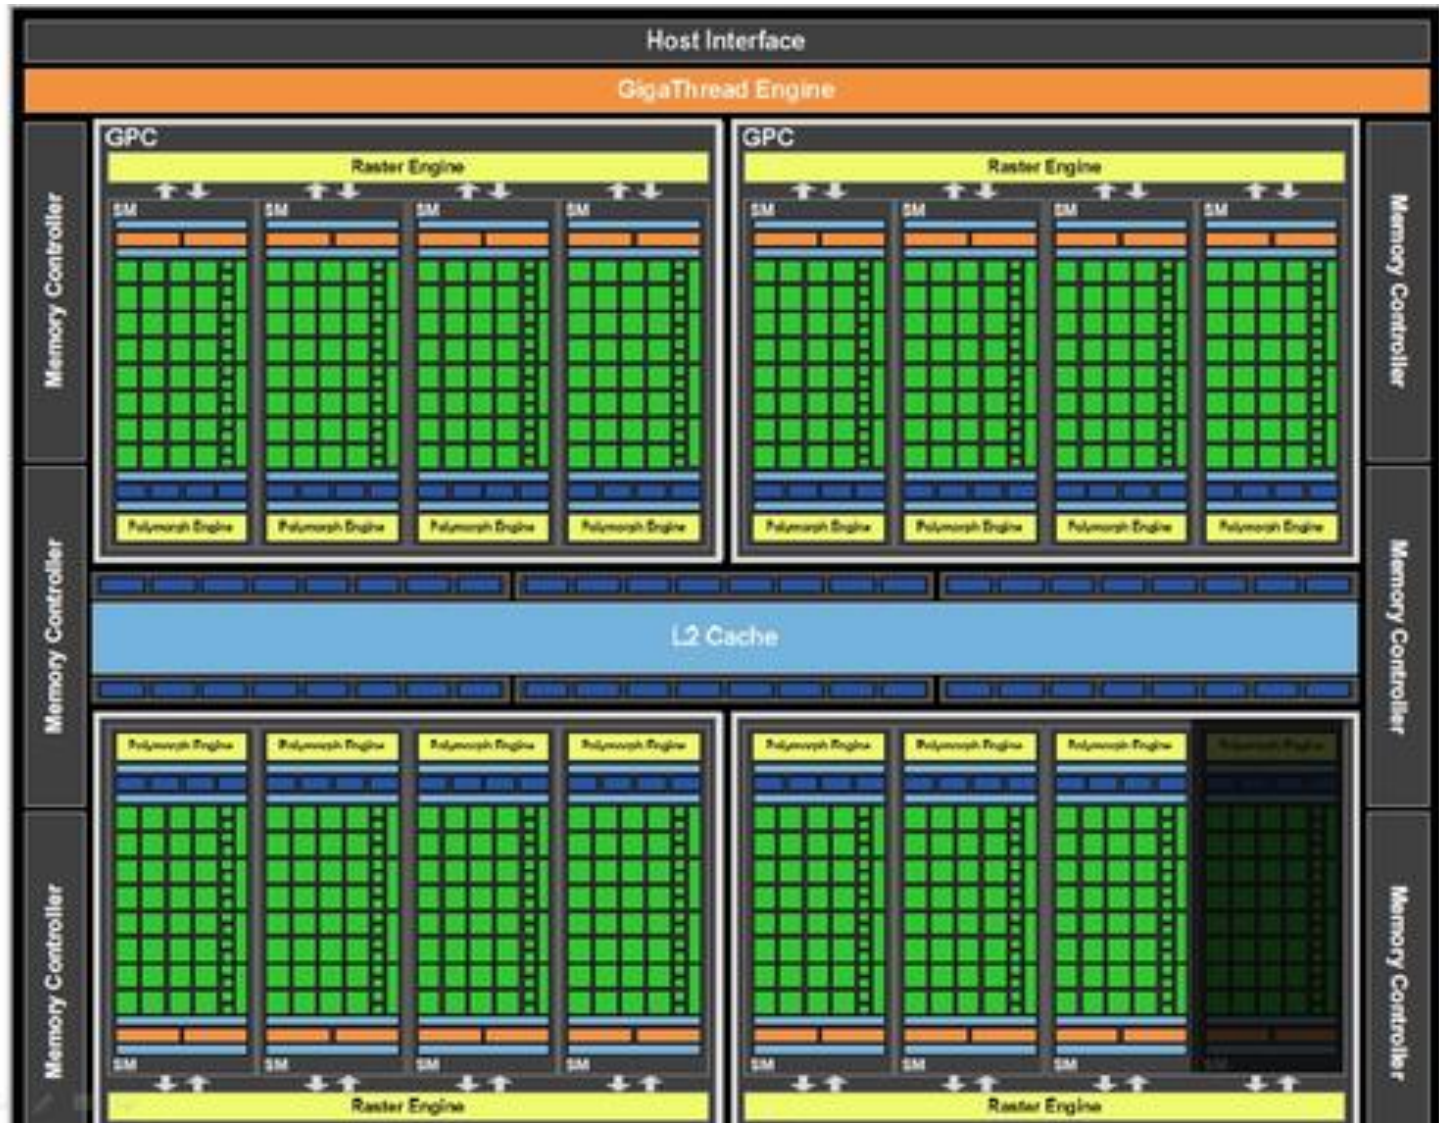 Host Interface
GigaThread Engine
GPC
GPC
Raster Engine
Raster Engine
SM SM SM SM
SM SM SM SM
Memory Controller
Memory Controller
Polymorph Engine Polymorph Engine Polymorph Engine Polymorph Engine
Polymorph Engine Polymorph Engine Polymorph Engine Polymorph Engine
L2 Cache
Memory Controller
Memory Controller
Polymorph Engine Polymorph Engine Polymorph Engine Polymorph Engine
Polymorph Engine Polymorph Engine Polymorph Engine Polymorph Engine
Memory Controller
Memory Controller
SM SM SM SM
SM SM SM
Raster Engine
Raster Engine